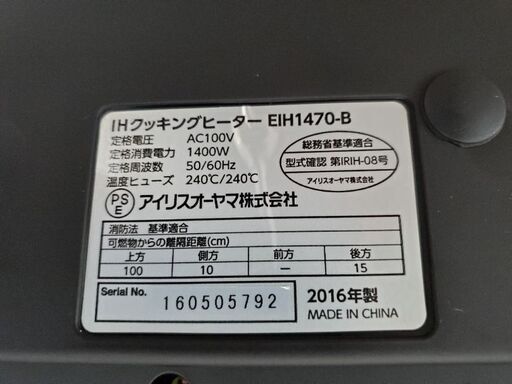 IHクッキングヒーター EIH1470-B
定格電圧 AC100V
定格消費電力 1400W
定格周波数 50/60Hz
温度ヒューズ 240℃/240℃
総務省基準適合
型式確認 第IRIH-08号
アイリスオーヤマ株式会社
PS
E
アイリスオーヤマ株式会社
消防法 基準適合
可燃物からの離隔距離(cm)
上方 側方 前方 後方
100 10 — 15
Serial No. 160505792
2016年製
MADE IN CHINA